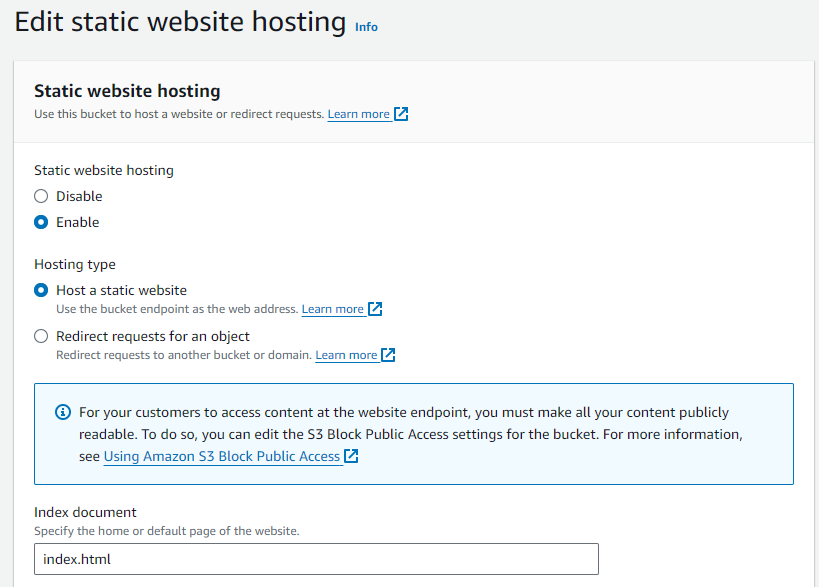 Edit static website hosting Info
Static website hosting
Use this bucket to host a website or redirect requests. Learn more
Static website hosting
Disable
Enable
Hosting type
Host a static website
Use the bucket endpoint as the web address. Learn more
Redirect requests for an object
Redirect requests to another bucket or domain. Learn more
For your customers to access content at the website endpoint, you must make all your content publicly
readable. To do so, you can edit the S3 Block Public Access settings for the bucket. For more information,
see Using Amazon S3 Block Public Access
Index document
Specify the home or default page of the website.
index.html